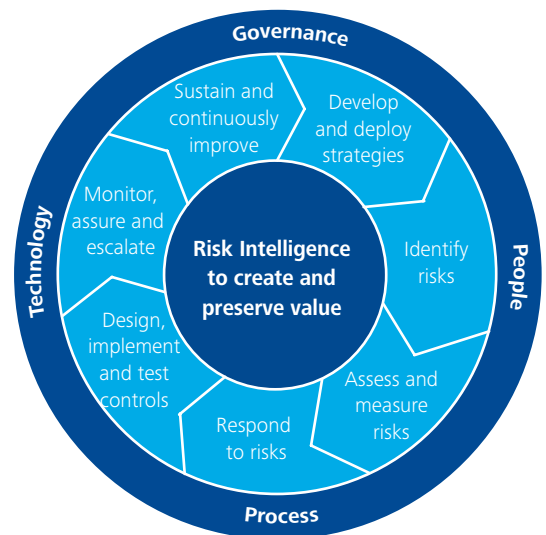 Governance
People
Process
Technology
Develop
and deploy
strategies
Identify
risks
Assess and
measure
risks
Respond
to risks
Design,
implement
and test
controls
Monitor,
assure and
escalate
Sustain and
continuously
improve
Risk Intelligence
to create and
preserve value